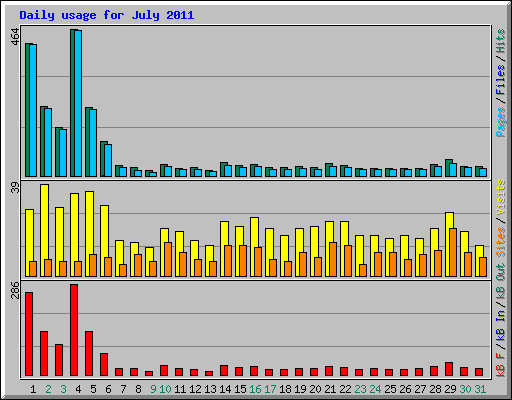 Daily usage for July 2011
464
Pages / Files / Hits
39
Sites / Visits
286
kB F / kB In / kB Out
1 2 3 4 5 6 7 8 9 10 11 12 13 14 15 16 17 18 19 20 21 22 23 24 25 26 27 28 29 30 31